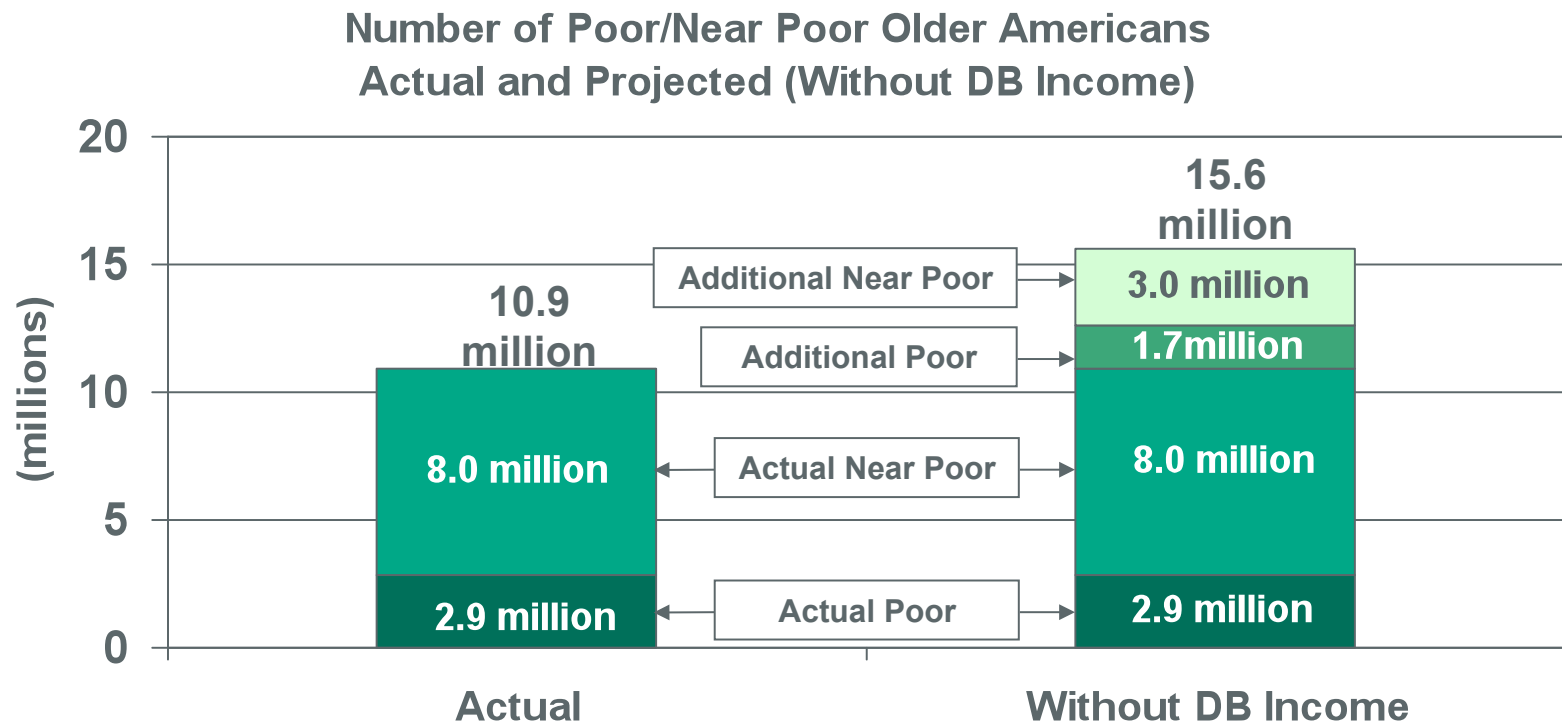 Number of Poor/Near Poor Older Americans
Actual and Projected (Without DB Income)
(millions)
20
15
10
5
0
10.9
million
8.0 million
2.9 million
Additional Near Poor
Additional Poor
Actual Near Poor
Actual Poor
15.6
million
3.0 million
1.7million
8.0 million
2.9 million
Actual
Without DB Income